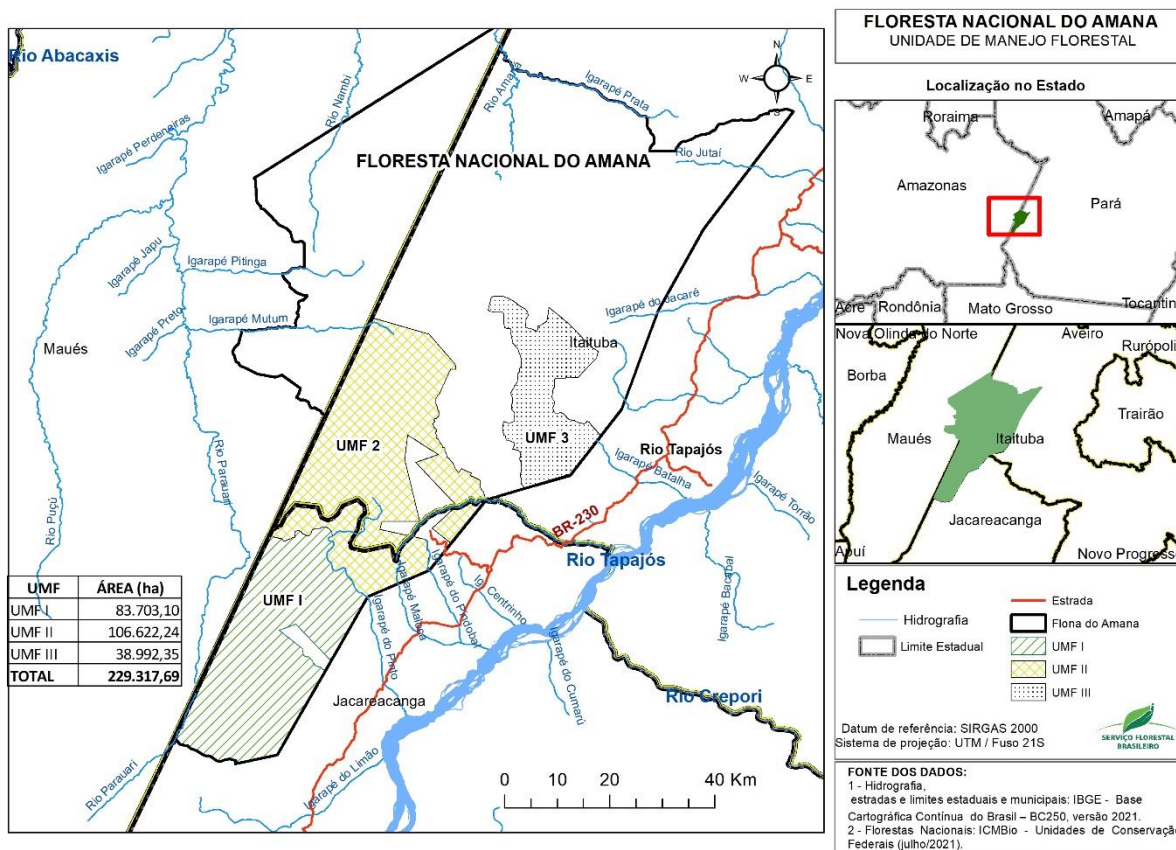 Rio Abacaxis
Igarapé Perdeneiras
Rio Nambi
Rio Amana
Igarapé Prata
N
W
E
S
FLORESTA NACIONAL DO AMANA
Rio Jutaí
Igarapé Japu
Igarapé Pitinga
Igarapé Preto
Igarapé Mutum
Igarapé do Jacaré
Maués
Itaituba
UMF 2
UMF 3
Rio Tapajós
Igarapé Batalha
Igarapé Torrão
Rio Parauari
Rio Puçú
BR-230
Rio Tapajós
Igarapé Bacabal
UMF I
Igarapé Maloca
Igarapé do Pindobal
Ig. Centrinho
Igarapé do Pinto
Igarapé do Cumarú
Jacareacanga
Rio Crepori
Igarapé do Limão
Rio Parauari
0 10 20 40 Km
UMF ÁREA (ha)
UMF I 83.703,10
UMF II 106.622,24
UMF III 38.992,35
TOTAL 229.317,69
FLORESTA NACIONAL DO AMANA
UNIDADE DE MANEJO FLORESTAL
Localização no Estado
Roraima
Amapá
Amazonas
Pará
Acre
Rondônia
Mato Grosso
Tocantin
Nova Olinda do Norte
Aveiro
Rurópoli
Borba
Trairão
Maués
Itaituba
Jacareacanga
Apuí
Novo Progresso
Legenda
Hidrografia
Limite Estadual
Estrada
Flona do Amana
UMF I
UMF II
UMF III
Datum de referência: SIRGAS 2000
Sistema de projeção: UTM / Fuso 21S
SERVIÇO FLORESTAL
BRASILEIRO
FONTE DOS DADOS:
1 - Hidrografia,
estradas e limites estaduais e municipais: IBGE - Base
Cartográfica Contínua do Brasil – BC250, versão 2021.
2 - Florestas Nacionais: ICMBio - Unidades de Conservação
Federais (julho/2021).